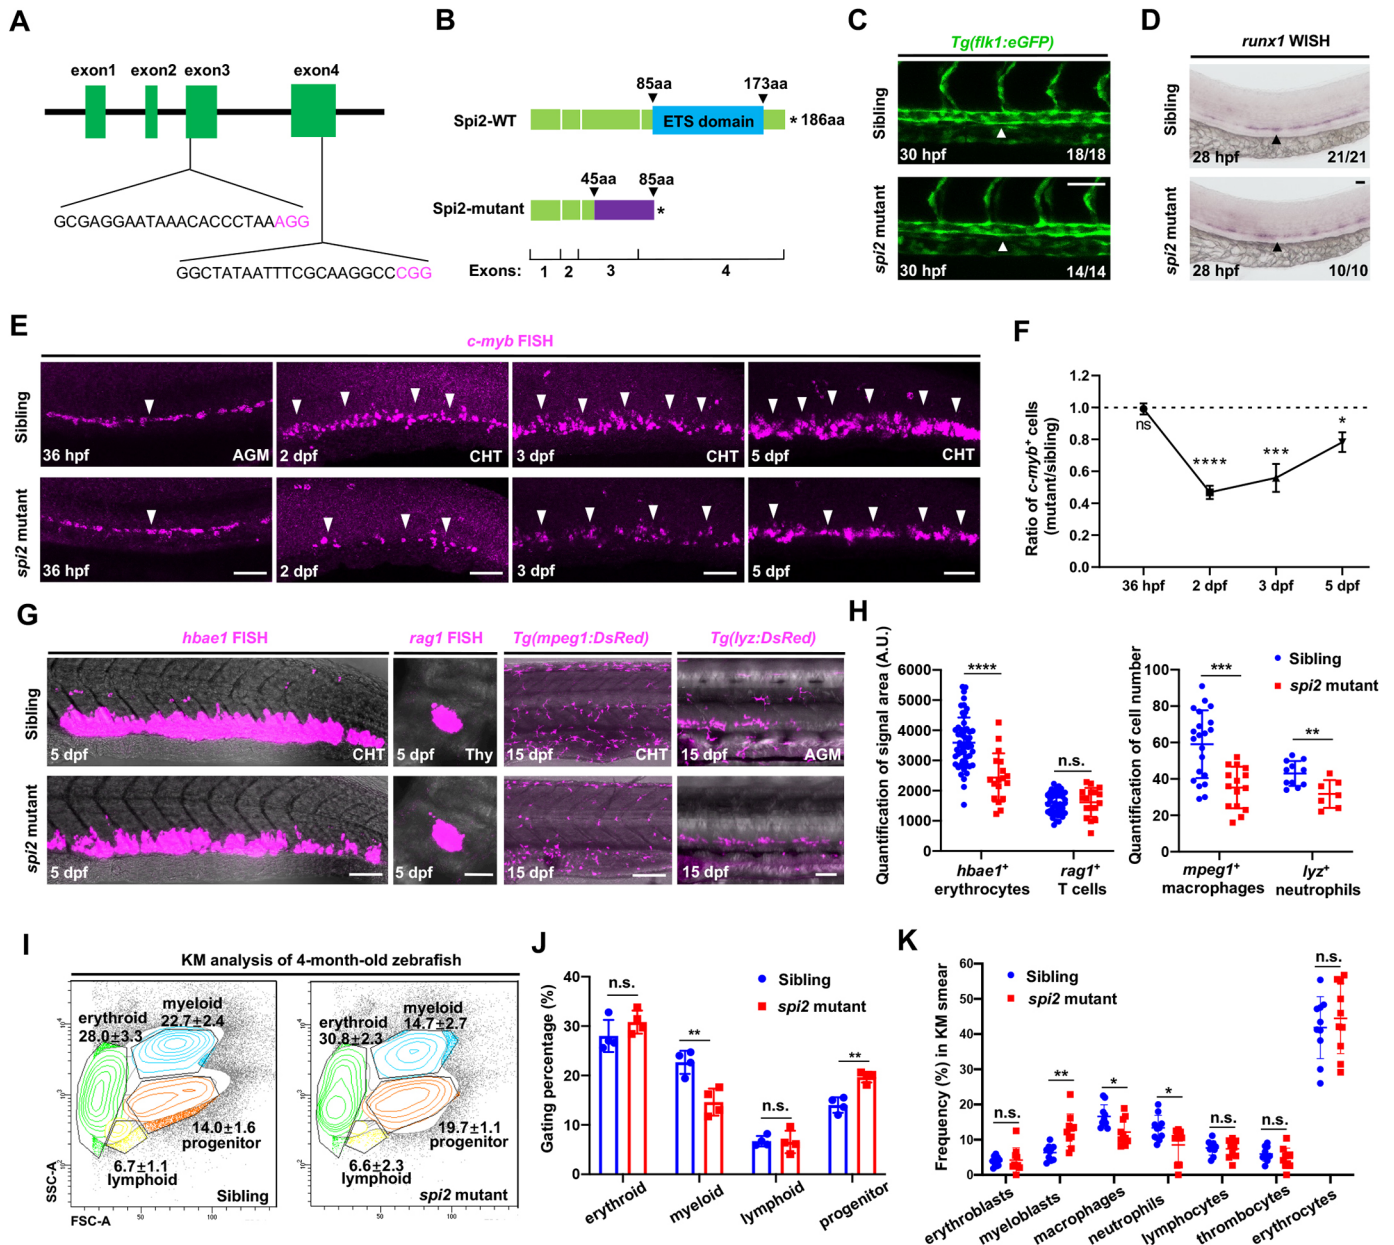 A
exon1 exon2 exon3 exon4
GCGAGGAATAAACACCCTAAAGG
GGCTATAATTTCGCAAGGCCCGG
B
85aa 173aa
Spi2-WT ETS domain * 186aa
45aa 85aa
Spi2-mutant *
Exons: 1 2 3 4
C
Tg(flk1:eGFP)
Sibling
30 hpf 18/18
spi2 mutant
30 hpf 14/14
D
runx1 WISH
Sibling
28 hpf 21/21
spi2 mutant
28 hpf 10/10
E
c-myb FISH
Sibling
36 hpf AGM 2 dpf CHT 3 dpf CHT 5 dpf CHT
spi2 mutant
36 hpf 2 dpf 3 dpf 5 dpf
F
Ratio of c-myb+ cells
(mutant/sibling)
1.2
1.0
0.8
0.6
0.4
0.2
0.0
ns **** *** *
36 hpf 2 dpf 3 dpf 5 dpf
G
hbae1 FISH rag1 FISH Tg(mpeg1:DsRed) Tg(lyz:DsRed)
Sibling
5 dpf CHT 5 dpf Thy 15 dpf CHT 15 dpf AGM
spi2 mutant
5 dpf 5 dpf 15 dpf 15 dpf
H
Quantification of signal area (A.U.)
6000
5000
4000
3000
2000
1000
0
**** n.s.
hbae1+ rag1+
erythrocytes T cells
Quantification of cell number
100
80
60
40
20
0
*** **
Sibling
spi2 mutant
mpeg1+ lyz+
macrophages neutrophils
I
KM analysis of 4-month-old zebrafish
myeloid
22.7±2.4
erythroid
28.0±3.3
14.0±1.6
progenitor
6.7±1.1
lymphoid
Sibling
myeloid
14.7±2.7
erythroid
30.8±2.3
19.7±1.1
progenitor
6.6±2.3
lymphoid
spi2 mutant
SSC-A
10⁴
10³
10²
FSC-A
50 100 50 100
J
Gating percentage (%)
40
30
20
10
0
Sibling
spi2 mutant
n.s. ** n.s. **
erythroid myeloid lymphoid progenitor
K
Frequency (%) in KM smear
60
50
40
30
20
10
0
Sibling
spi2 mutant
n.s. ** * * n.s. n.s. n.s.
erythroblasts myeloblasts macrophages neutrophils lymphocytes thrombocytes erythrocytes